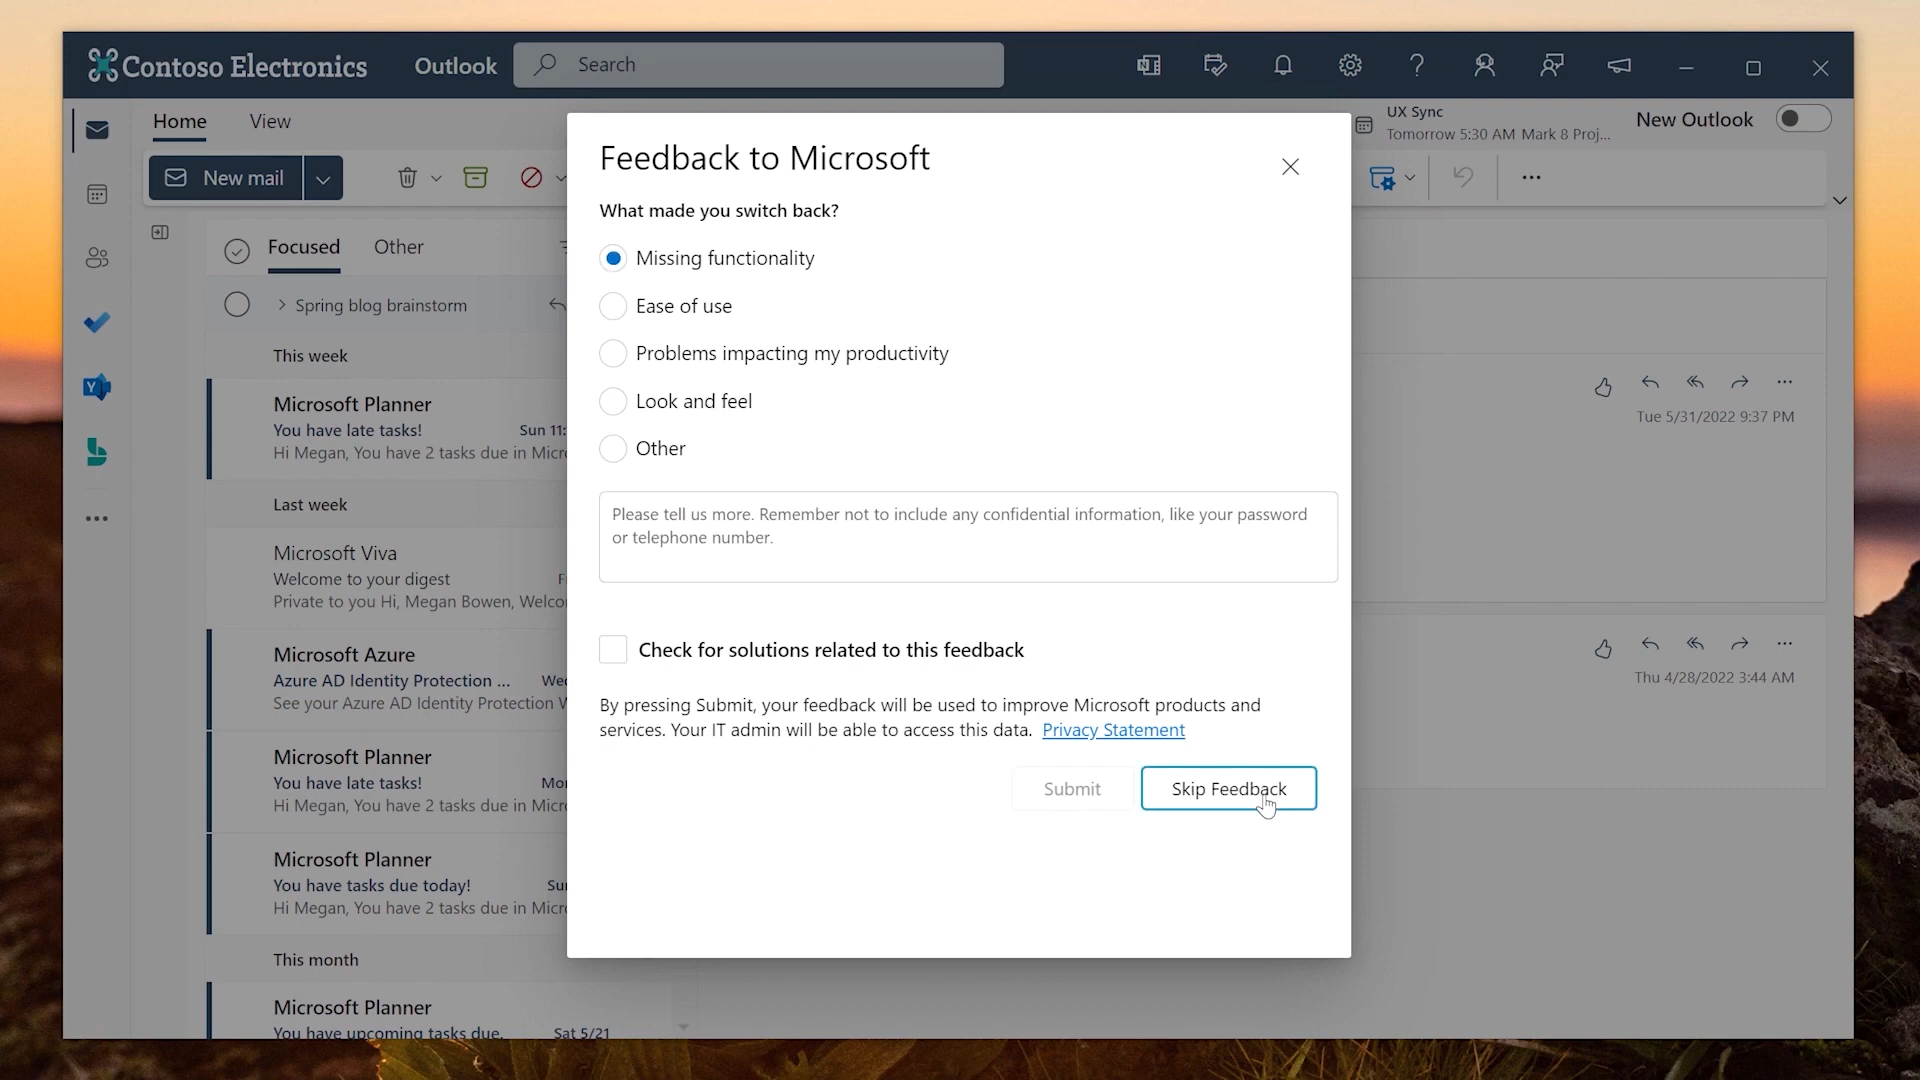 Contoso Electronics
Outlook
Search
Home
View
UX Sync
Tomorrow 5:30 AM Mark 8 Proj...
New Outlook
New mail
Focused
Other
Spring blog brainstorm
This week
Microsoft Planner
You have late tasks!
Sun 11:
Hi Megan, You have 2 tasks due in Micr
Last week
Microsoft Viva
Welcome to your digest
Private to you Hi, Megan Bowen, Welco
Microsoft Azure
Azure AD Identity Protection ...
Wed
See your Azure AD Identity Protection W
Microsoft Planner
You have late tasks!
Mon
Hi Megan, You have 2 tasks due in Micr
Microsoft Planner
You have tasks due today!
Sun
Hi Megan, You have 2 tasks due in Micr
This month
Microsoft Planner
You have upcoming tasks due.
Sat 5/21
Feedback to Microsoft
What made you switch back?
Missing functionality
Ease of use
Problems impacting my productivity
Look and feel
Other
Please tell us more. Remember not to include any confidential information, like your password
or telephone number.
Check for solutions related to this feedback
By pressing Submit, your feedback will be used to improve Microsoft products and
services. Your IT admin will be able to access this data. Privacy Statement
Submit
Skip Feedback
Tue 5/31/2022 9:37 PM
Thu 4/28/2022 3:44 AM